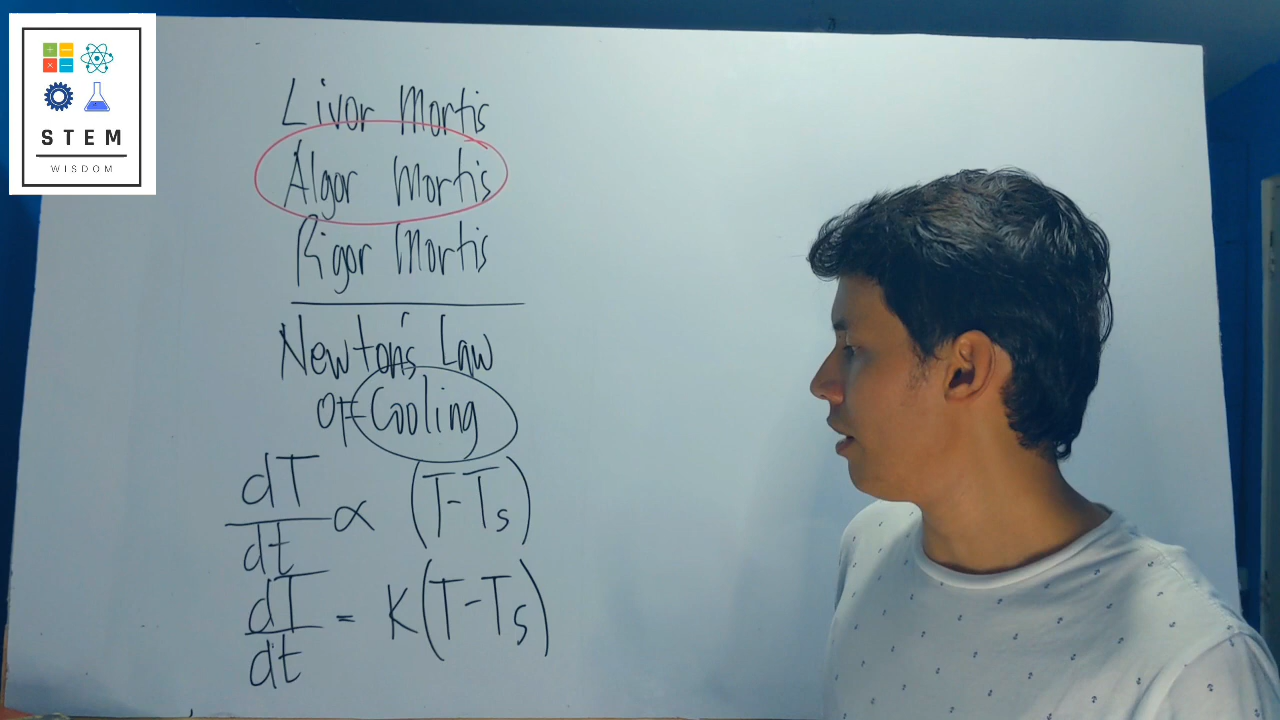 STEM
WISDOM
Livor Mortis
Algor Mortis
Rigor Mortis
Newton's Law
Of Cooling
dT/dt ∝ (T-Ts)
dT/dt = K(T-Ts)